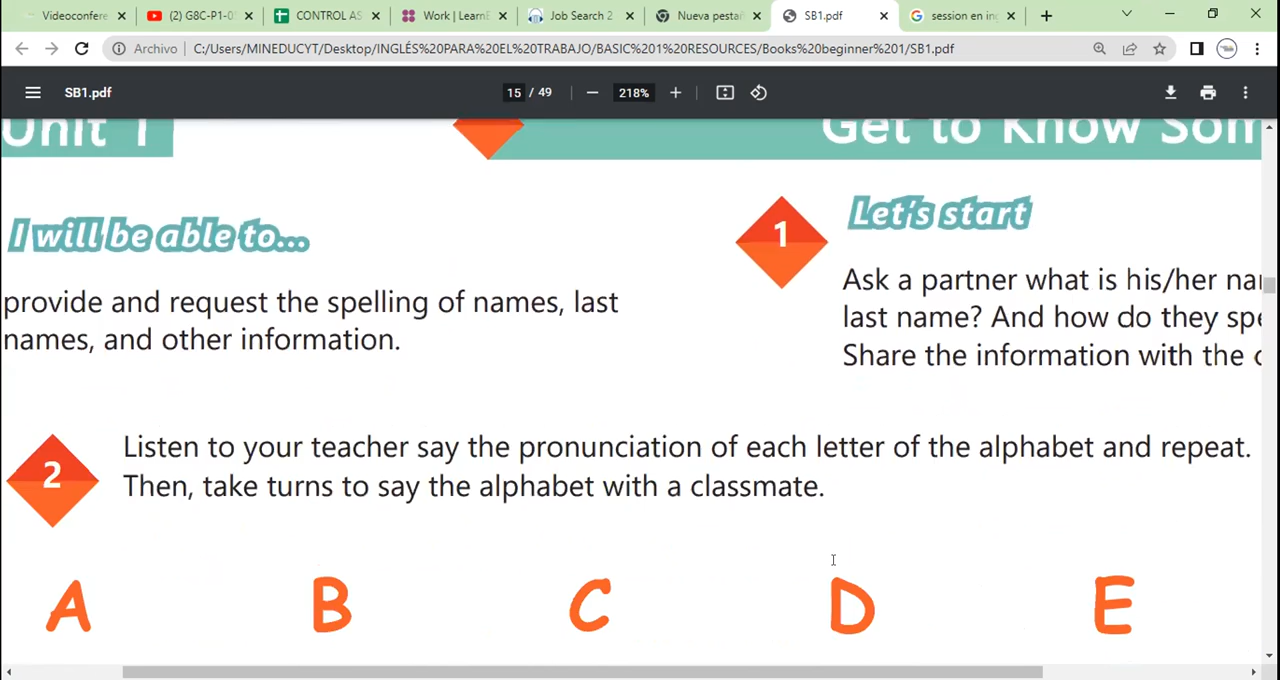 Videoconfere
(2) G8C-P1-0
CONTROL AS
Work | LearnE
Job Search 2
Nueva pestañ
SB1.pdf
session en in
Archivo
C:/Users/MINEDUCYT/Desktop/INGLÉS%20PARA%20EL%20TRABAJO/BASIC%201%20RESOURCES/Books%20beginner%201/SB1.pdf
SB1.pdf
15 / 49
218%
Unit 1
Get to Know Som
I will be able to...
provide and request the spelling of names, last
names, and other information.
1
Let's start
Ask a partner what is his/her nam
last name? And how do they spe
Share the information with the c
2
Listen to your teacher say the pronunciation of each letter of the alphabet and repeat.
Then, take turns to say the alphabet with a classmate.
A B C D E